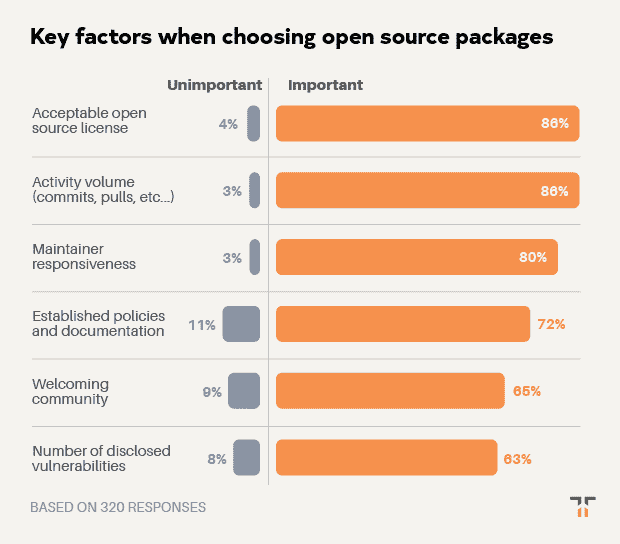 Key factors when choosing open source packages
Unimportant Important
Acceptable open
source license
4% 86%
Activity volume
(commits, pulls, etc...)
3% 86%
Maintainer
responsiveness
3% 80%
Established policies
and documentation
11% 72%
Welcoming
community
9% 65%
Number of disclosed
vulnerabilities
8% 63%
BASED ON 320 RESPONSES